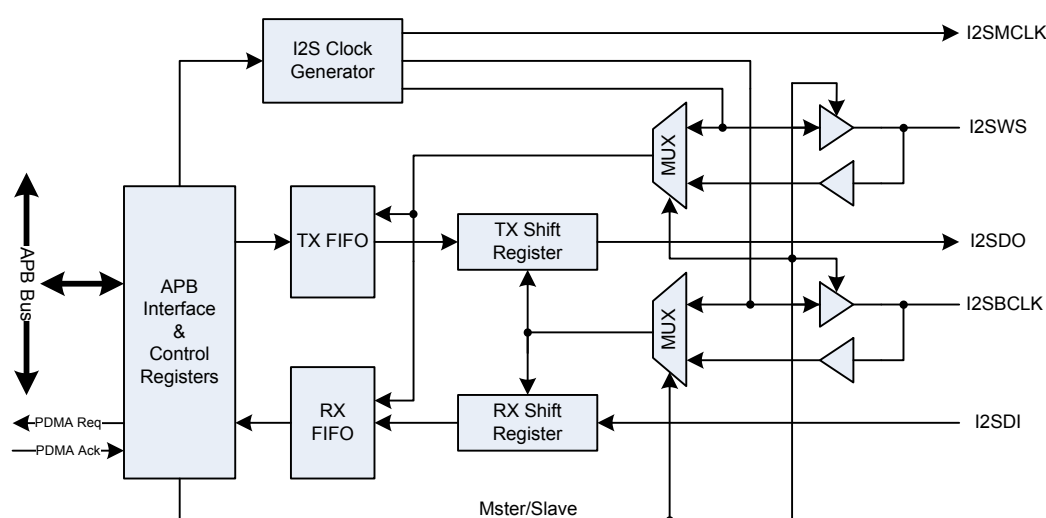 I2S Clock
Generator
I2SMCLK
MUX
I2SWS
APB Bus
APB
Interface
&
Control
Registers
TX FIFO
TX Shift
Register
I2SDO
MUX
I2SBCLK
RX
FIFO
RX Shift
Register
I2SDI
PDMA Req
PDMA Ack
Mster/Slave